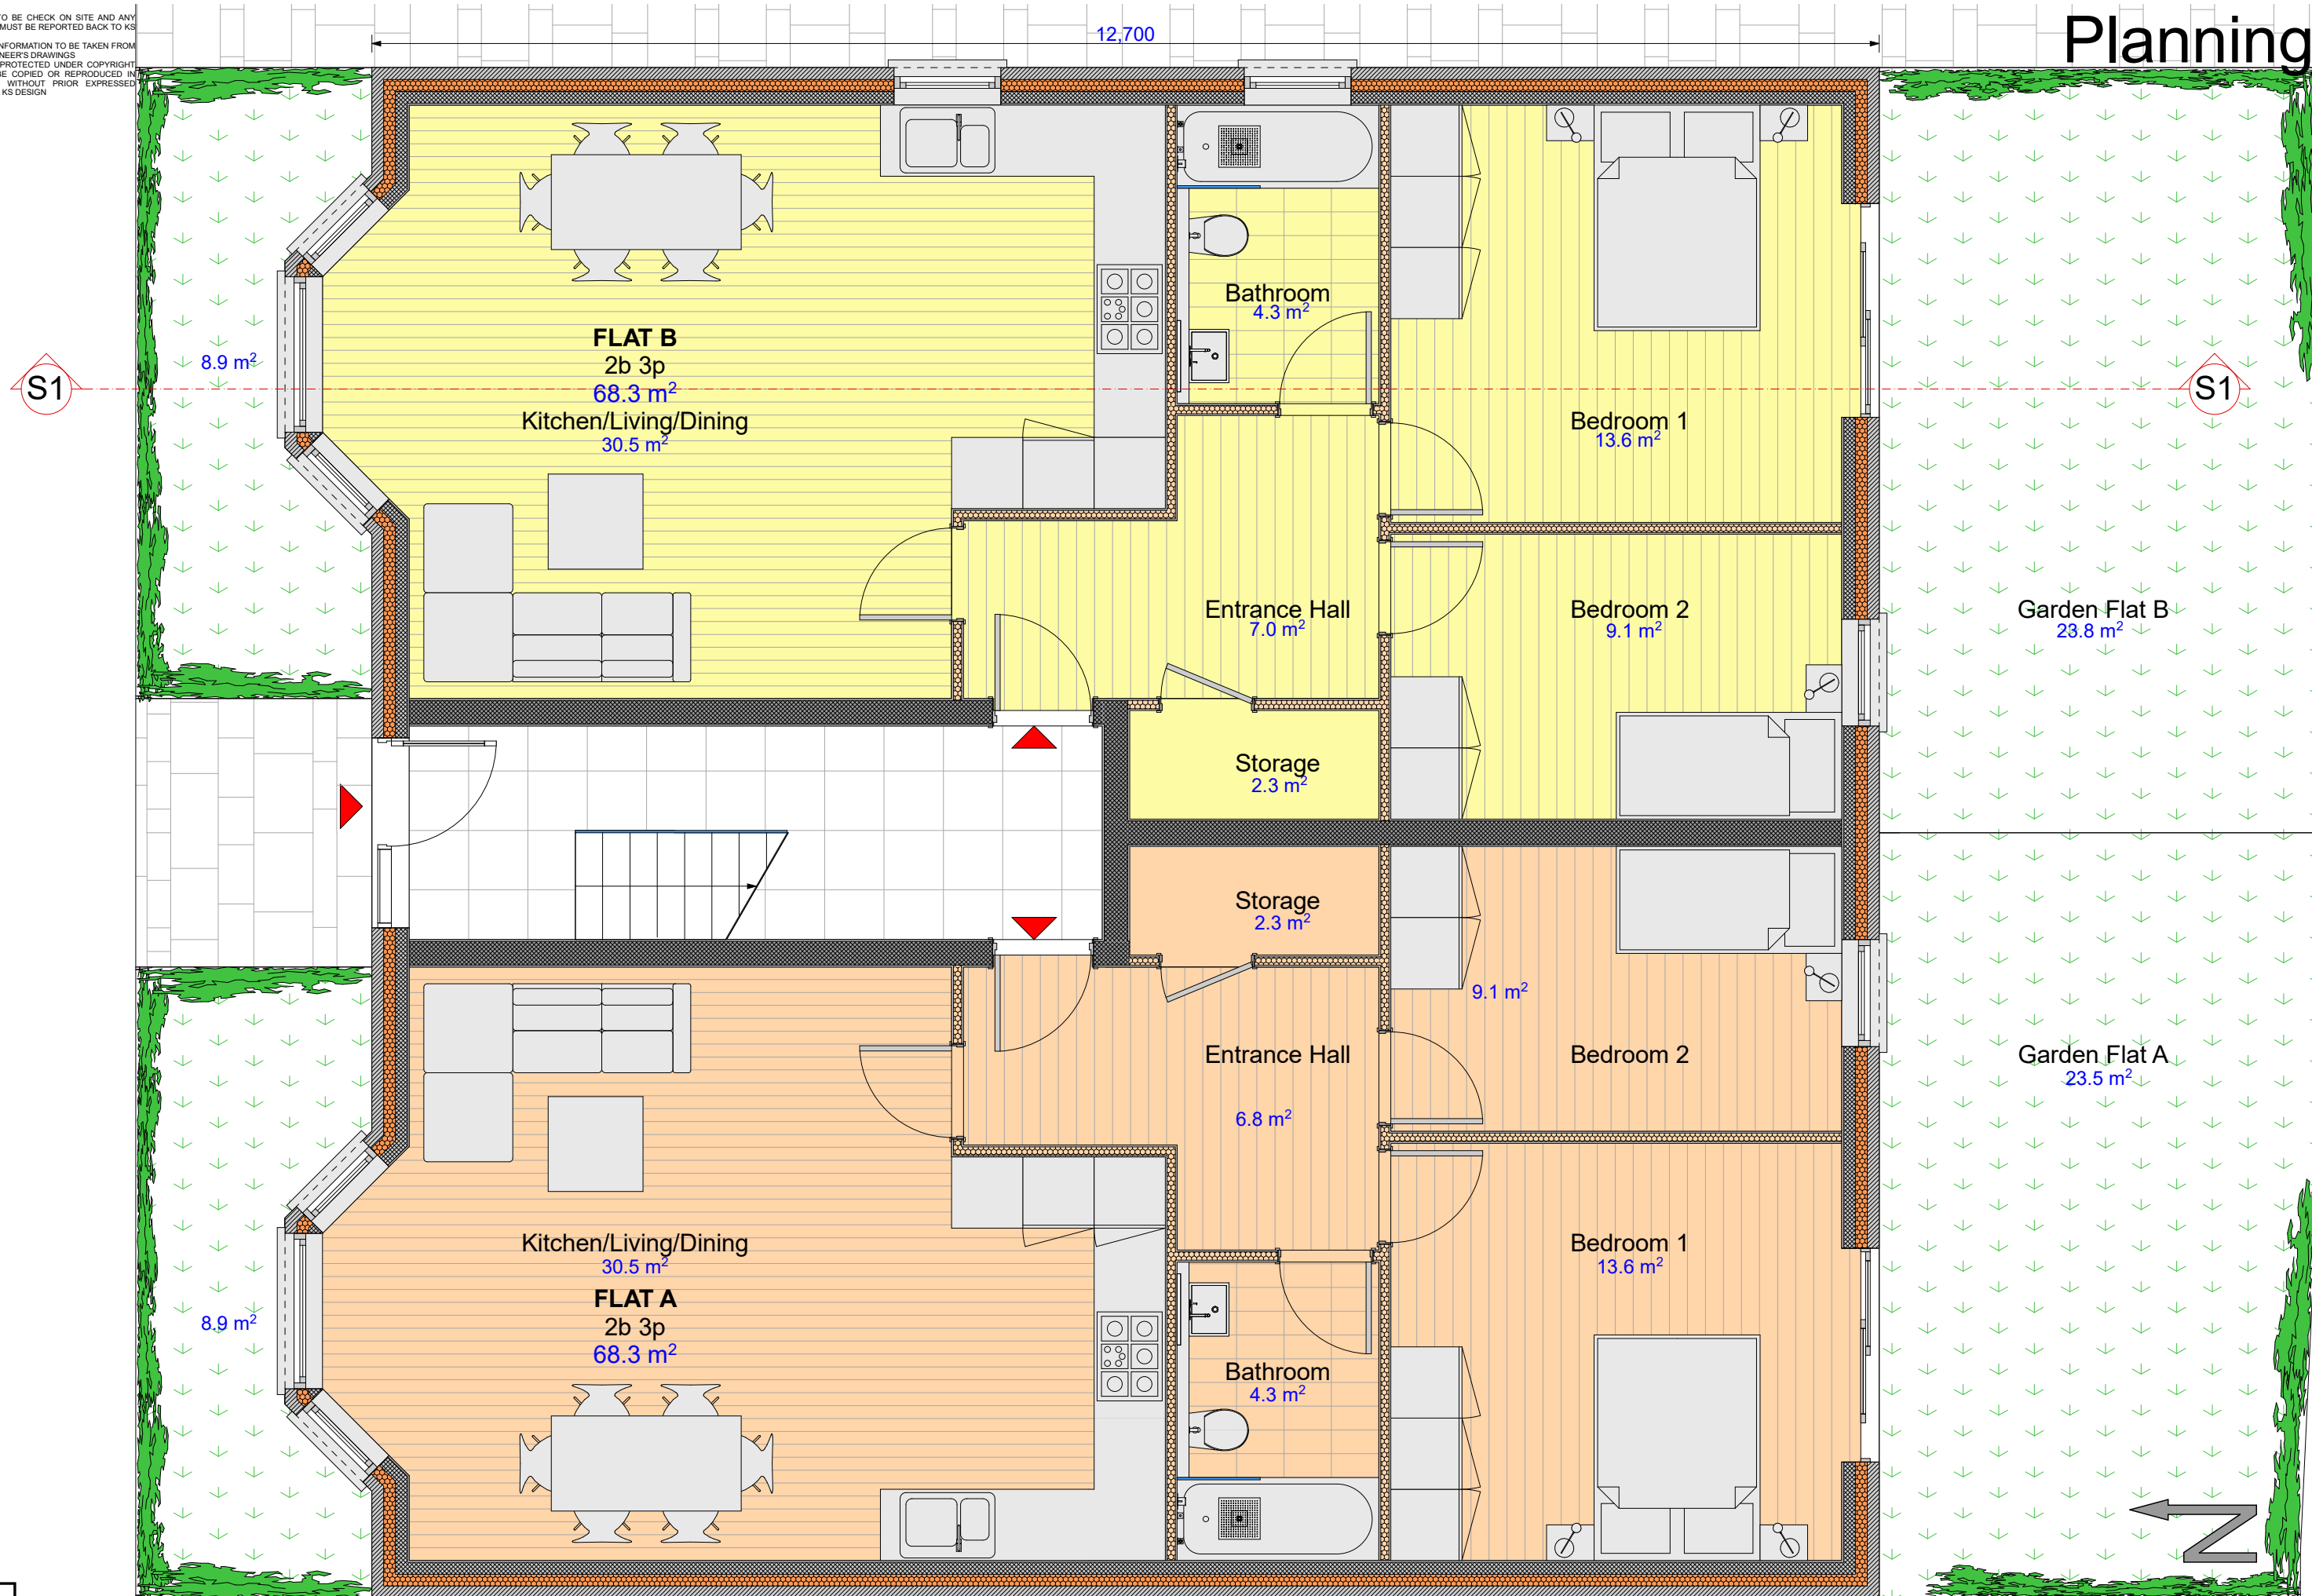 TO BE CHECK ON SITE AND ANY
MUST BE REPORTED BACK TO KS
NFORMATION TO BE TAKEN FROM
NEER'S DRAWINGS
PROTECTED UNDER COPYRIGHT
BE COPIED OR REPRODUCED IN
WITHOUT PRIOR EXPRESSED
KS DESIGN
12,700
Planning
FLAT B
2b 3p
68.3 m²
Kitchen/Living/Dining
30.5 m²
Bathroom
4.3 m²
Bedroom 1
13.6 m²
8.9 m²
S1
S1
Entrance Hall
7.0 m²
Bedroom 2
9.1 m²
Garden Flat B
23.8 m²
Storage
2.3 m²
Storage
2.3 m²
9.1 m²
Entrance Hall
6.8 m²
Bedroom 2
Garden Flat A
23.5 m²
Kitchen/Living/Dining
30.5 m²
FLAT A
2b 3p
68.3 m²
8.9 m²
Bedroom 1
13.6 m²
Bathroom
4.3 m²
N